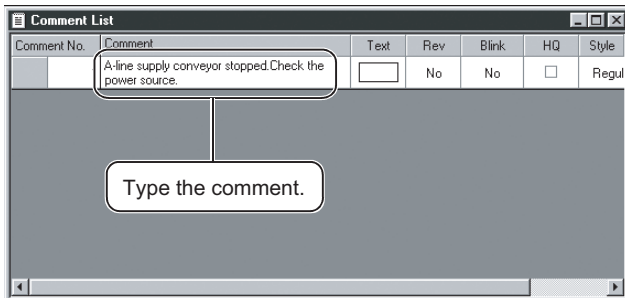 Comment List
Comment No. Comment Text Rev Blink HQ Style
A-line supply conveyor stopped.Check the
power source.
No No Regul
Type the comment.